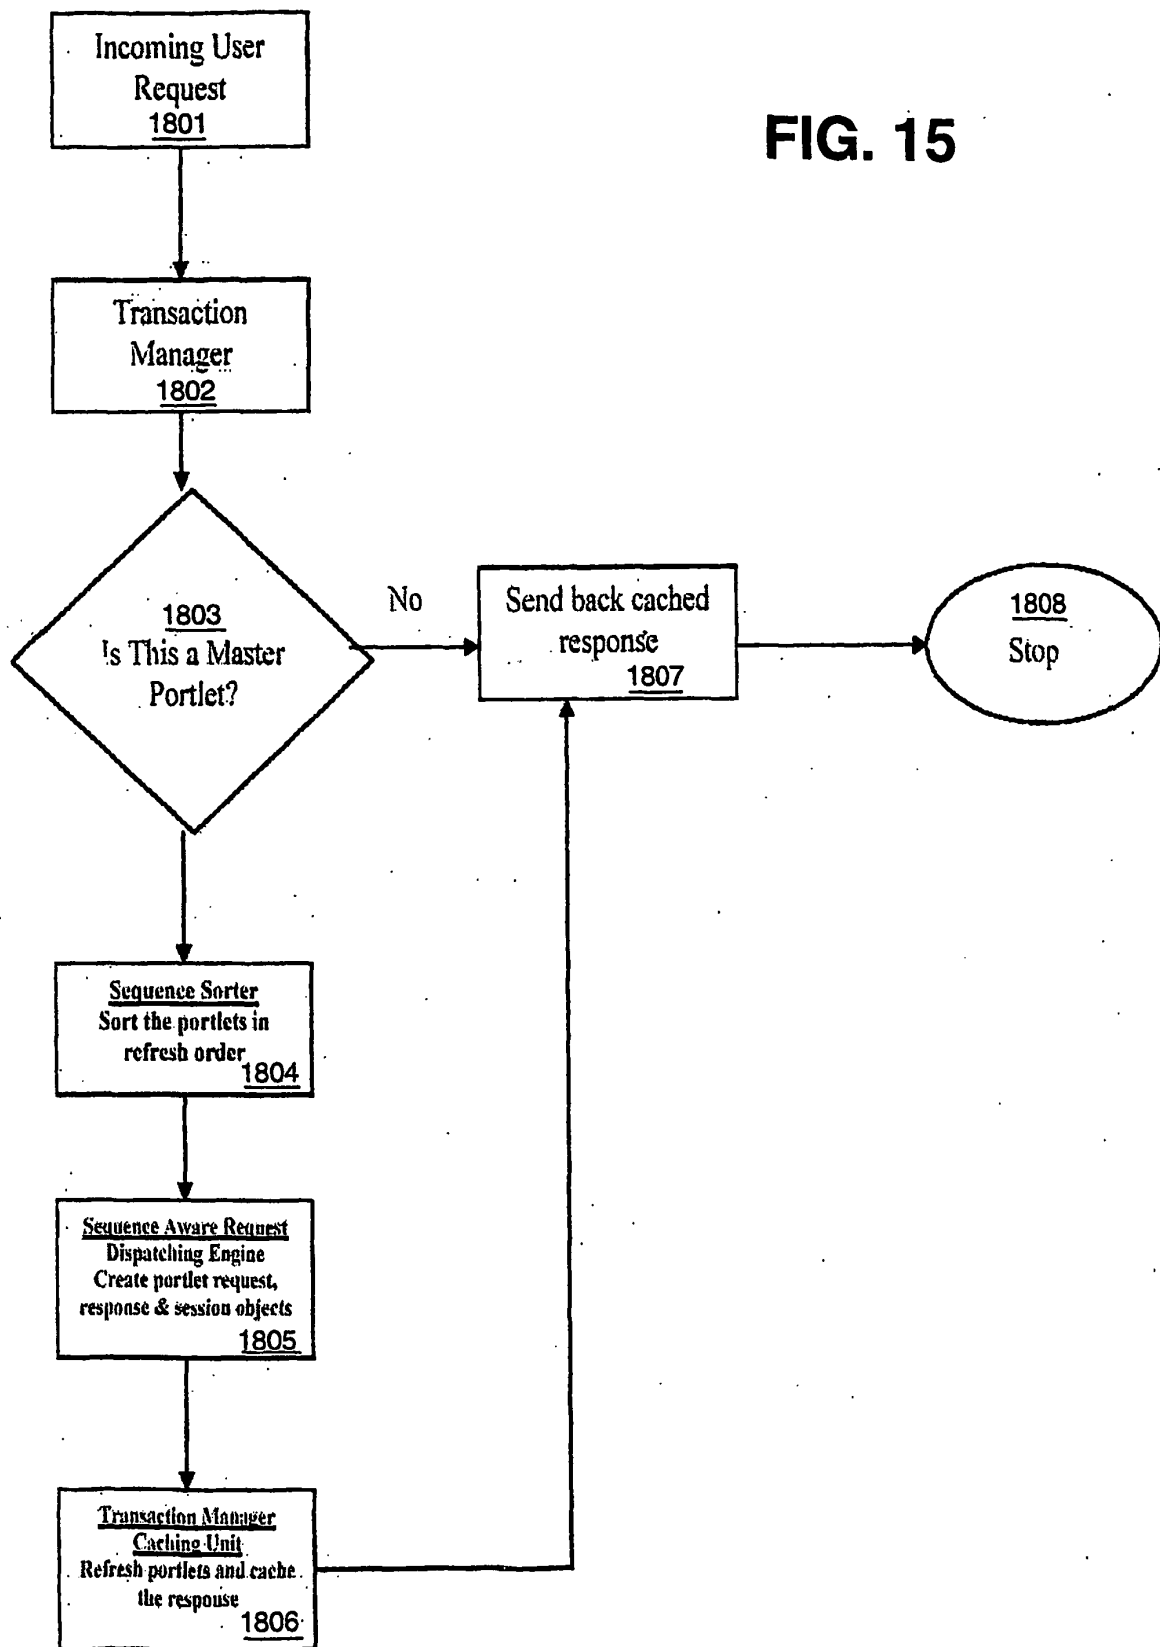 Incoming User
Request
1801
FIG. 15
Transaction
Manager
1802
1803
Is This a Master
Portlet?
No
Send back cached
response
1807
1808
Stop
Sequence Sorter
Sort the portlets in
refresh order
1804
Sequence Aware Request
Dispatching Engine
Create portlet request,
response & session objects
1805
Transaction Manager
Caching Unit
Refresh portlets and cache
the response
1806